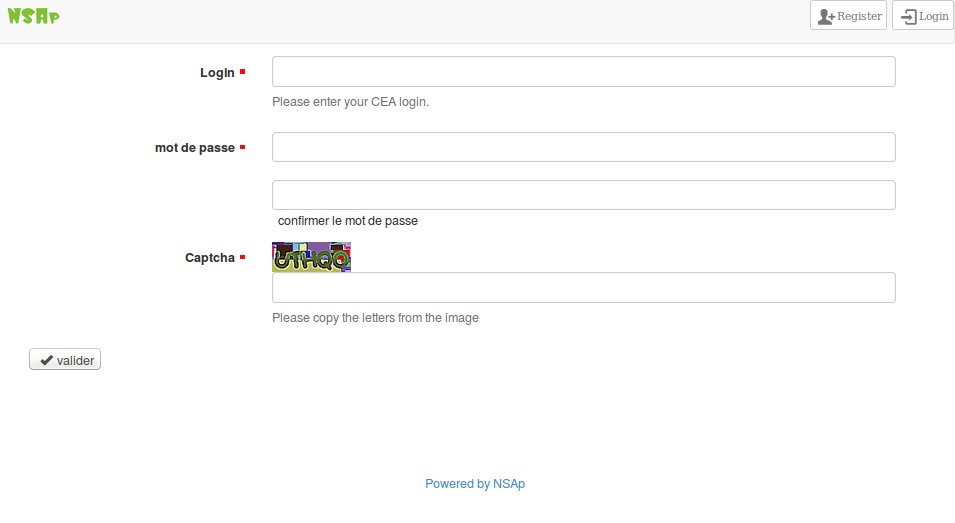 NSAp
Register
Login
Login
Please enter your CEA login.
mot de passe
confirmer le mot de passe
Captcha
Please copy the letters from the image
valider
Powered by NSAp